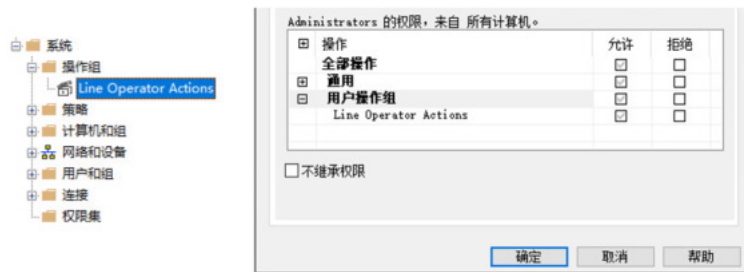 系统
操作组
Line Operator Actions
策略
计算机和组
网络和设备
用户和组
连接
权限集
Administrators 的权限，来自 所有计算机。
操作 允许 拒绝
全部操作
通用
用户操作组
Line Operator Actions
不继承权限
确定 取消 帮助